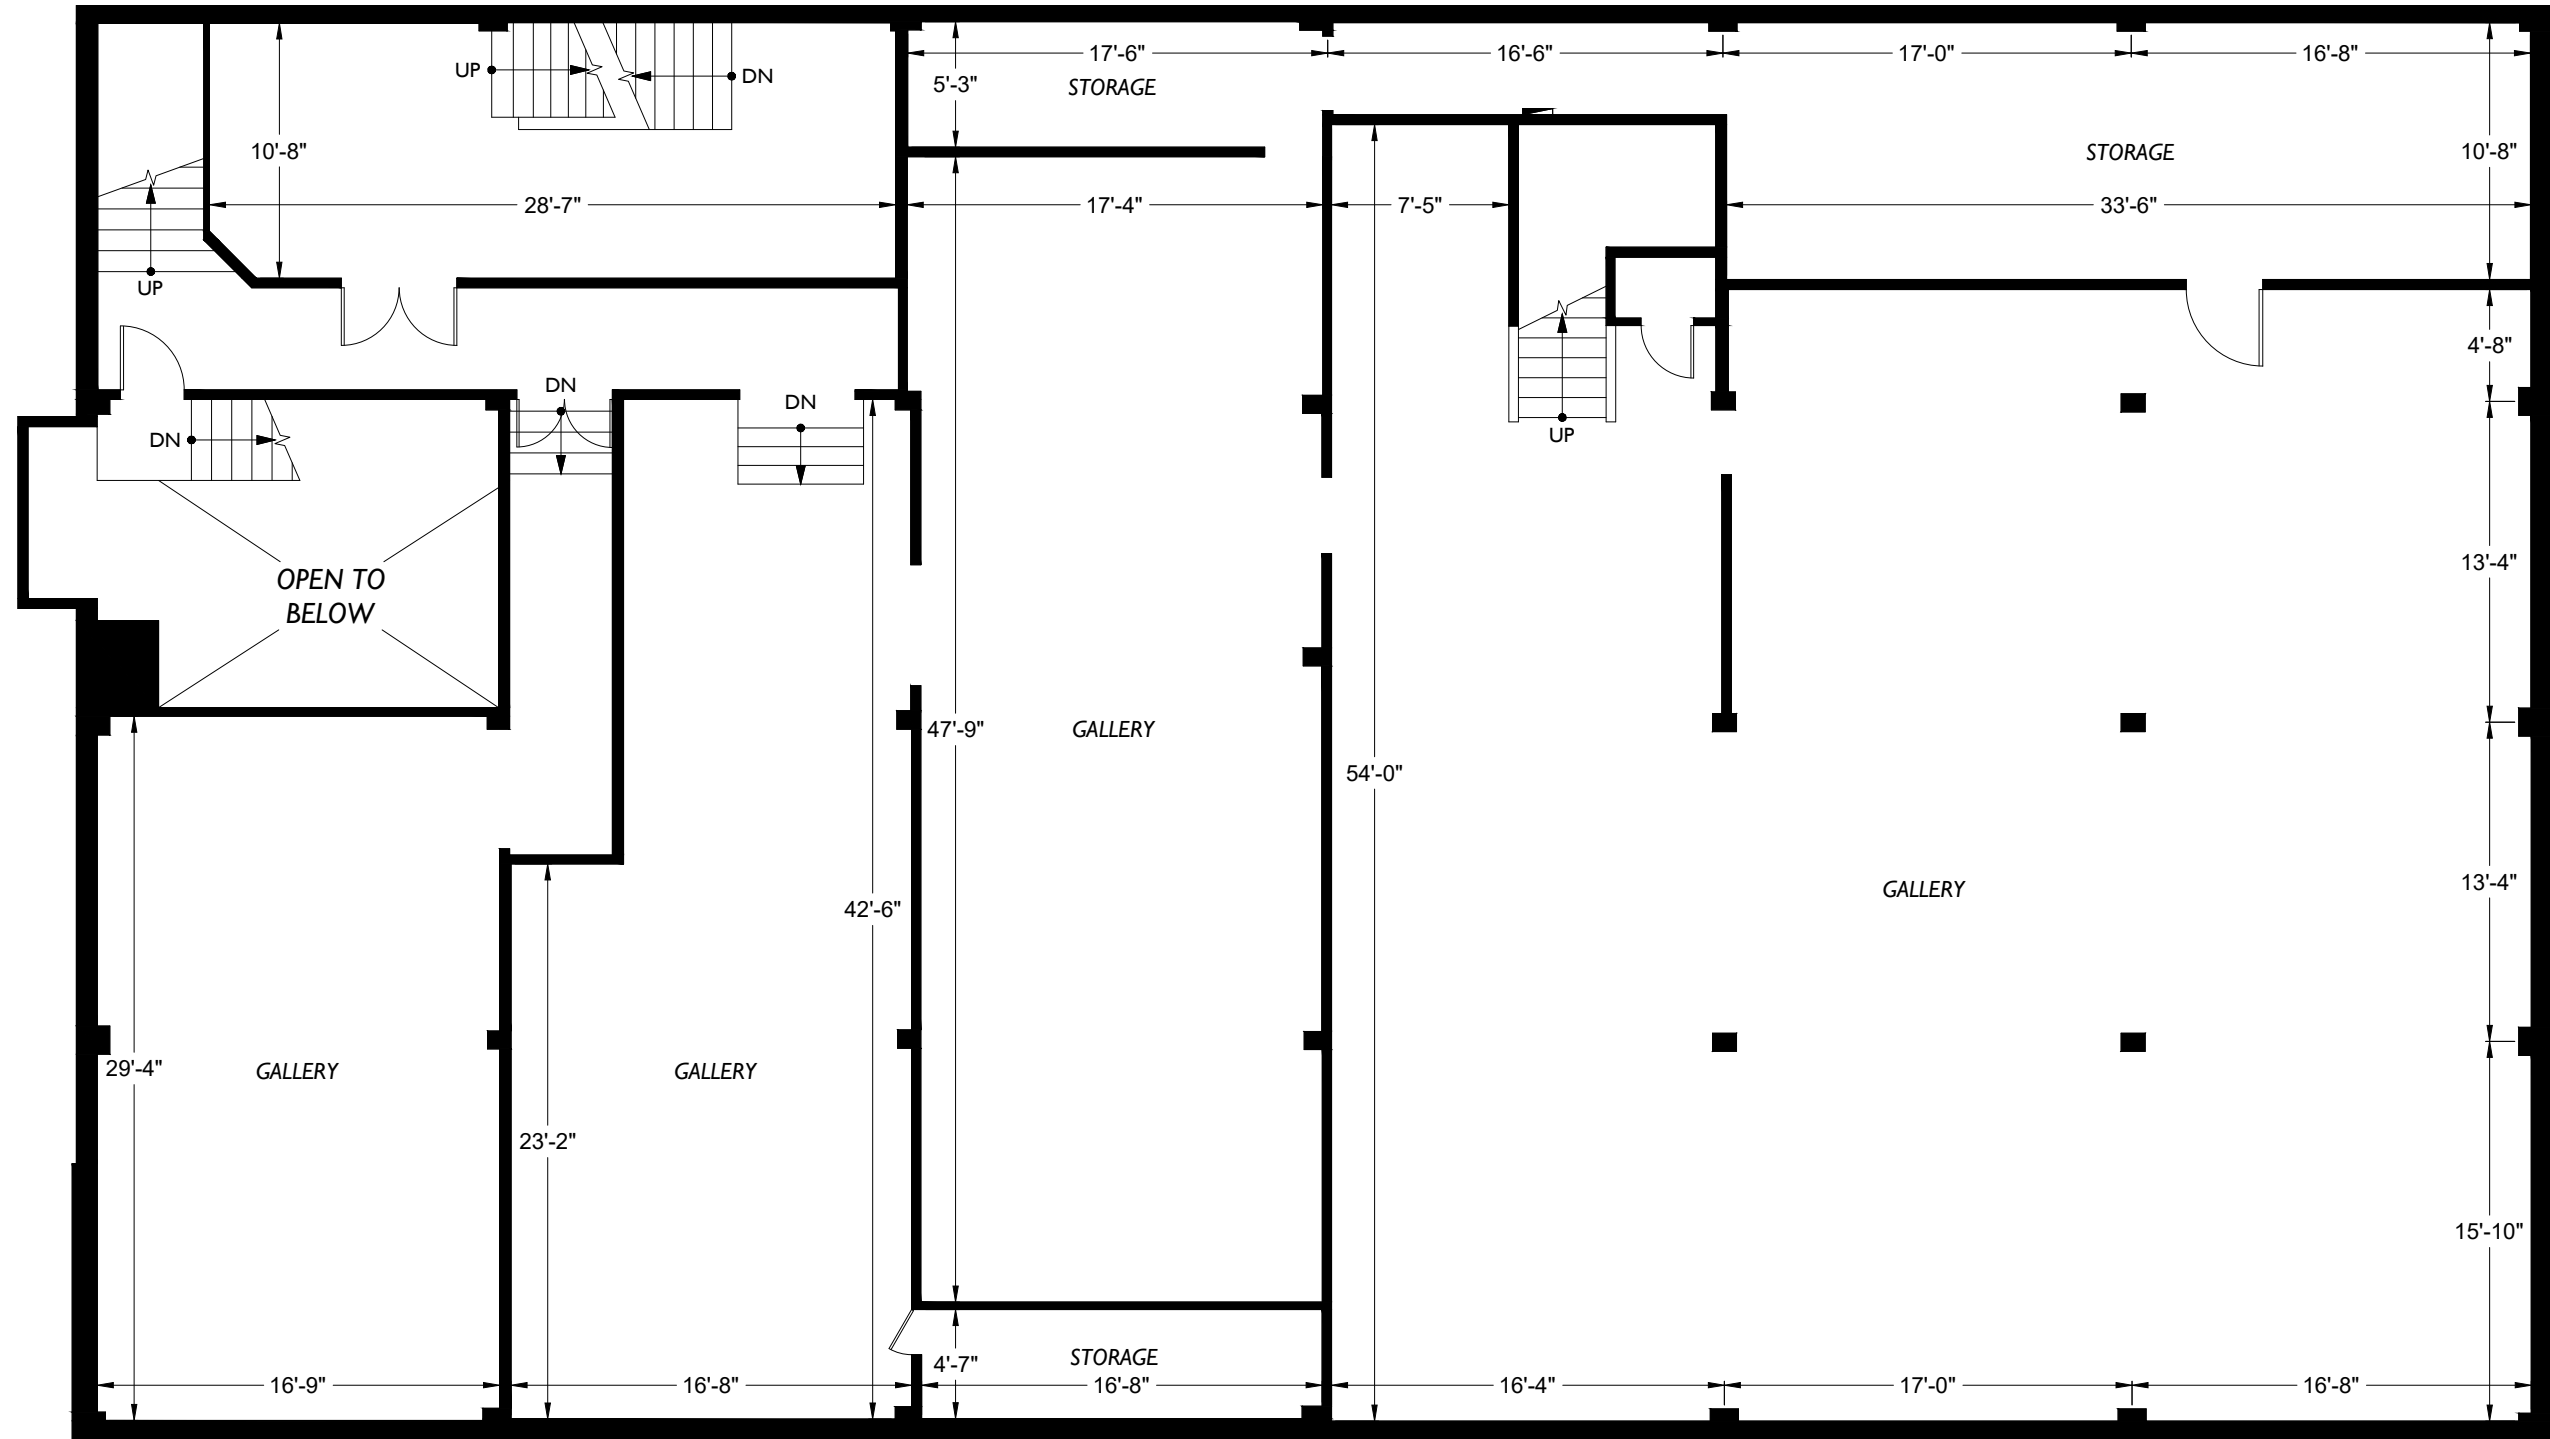 17'-6"
16'-6"
17'-0"
16'-8"
UP
DN
5'-3"
STORAGE
10'-8"
STORAGE
10'-8"
28'-7"
17'-4"
7'-5"
33'-6"
UP
4'-8"
DN
DN
DN
UP
13'-4"
OPEN TO
BELOW
47'-9"
GALLERY
54'-0"
13'-4"
GALLERY
42'-6"
29'-4"
GALLERY
GALLERY
23'-2"
15'-10"
STORAGE
4'-7"
16'-9"
16'-8"
16'-8"
16'-4"
17'-0"
16'-8"